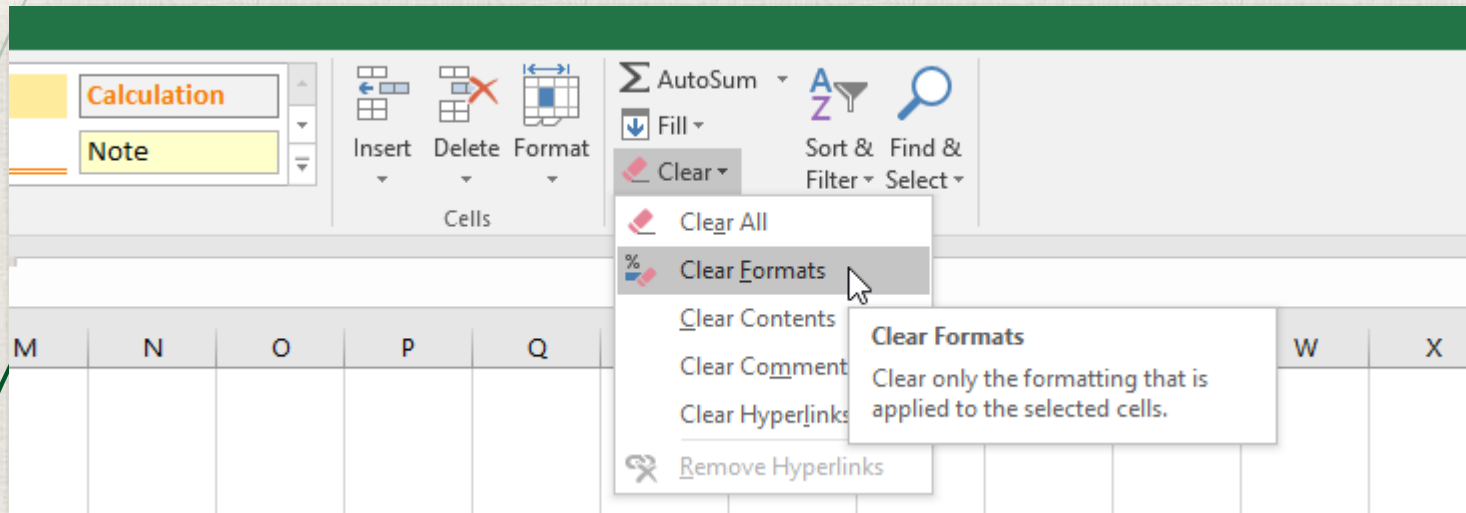 Calculation
Note
Insert Delete Format
Cells
AutoSum
Fill
Clear
Sort & Filter
Find & Select
Clear All
% Clear Formats
Clear Contents
Clear Comment
Clear Hyperlinks
Remove Hyperlinks
Clear Formats
Clear only the formatting that is
applied to the selected cells.
M N O P Q W X